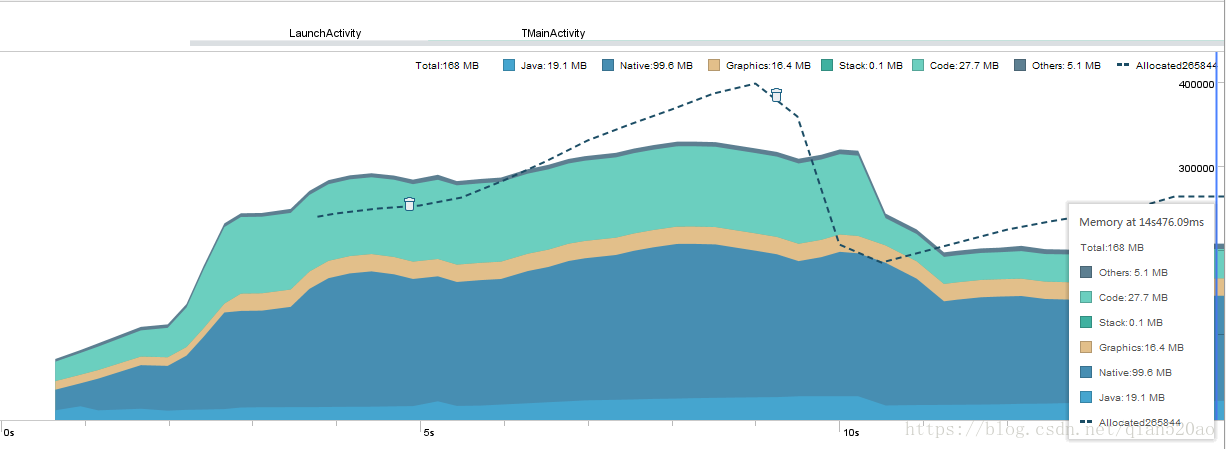 LaunchActivity TMainActivity
Total:168 MB Java:19.1 MB Native:99.6 MB Graphics:16.4 MB Stack:0.1 MB Code:27.7 MB Others:5.1 MB Allocated265844
400000
300000
Memory at 14s476.09ms
Total:168 MB
Others: 5.1 MB
Code: 27.7 MB
Stack:0.1 MB
Graphics:16.4 MB
Native:99.6 MB
Java: 19.1 MB
Allocated265844
0s 5s 10s
https://blog.csdn.net/qian520ao